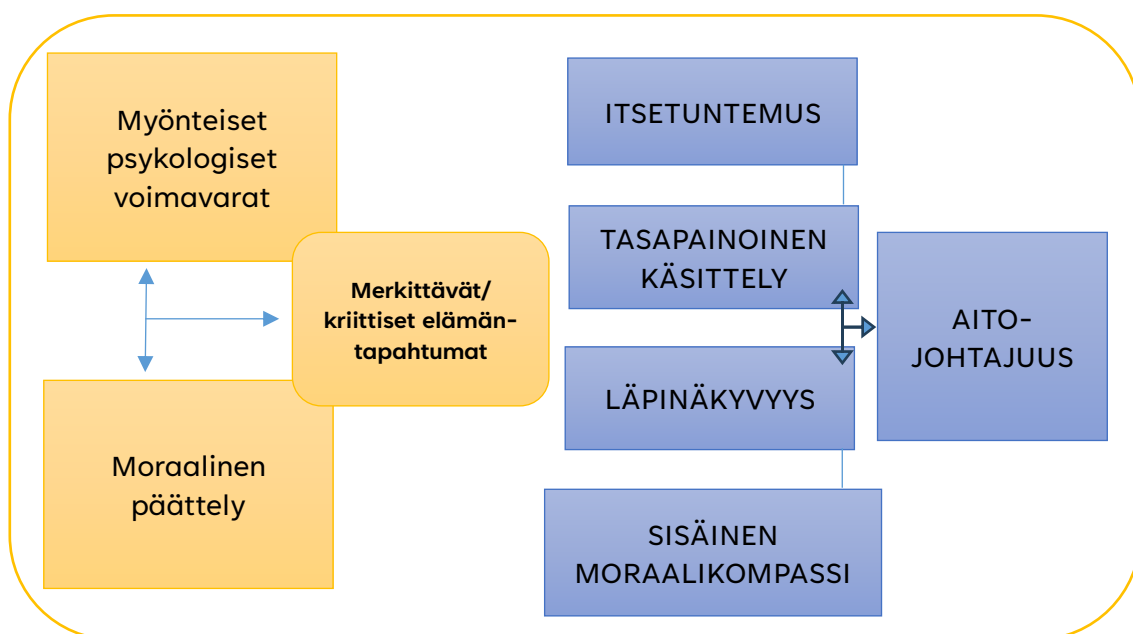 Myönteiset
psykologiset
voimavarat
Merkittävät/
kriittiset elämän-
tapahtumat
Moraalinen
päättely
ITSETUNTEMUS
TASAPAINOINEN
KÄSITTELY
LÄPINÄKYVYYS
SISÄINEN
MORAALIKOMPASSI
AITO-
JOHTAJUUS